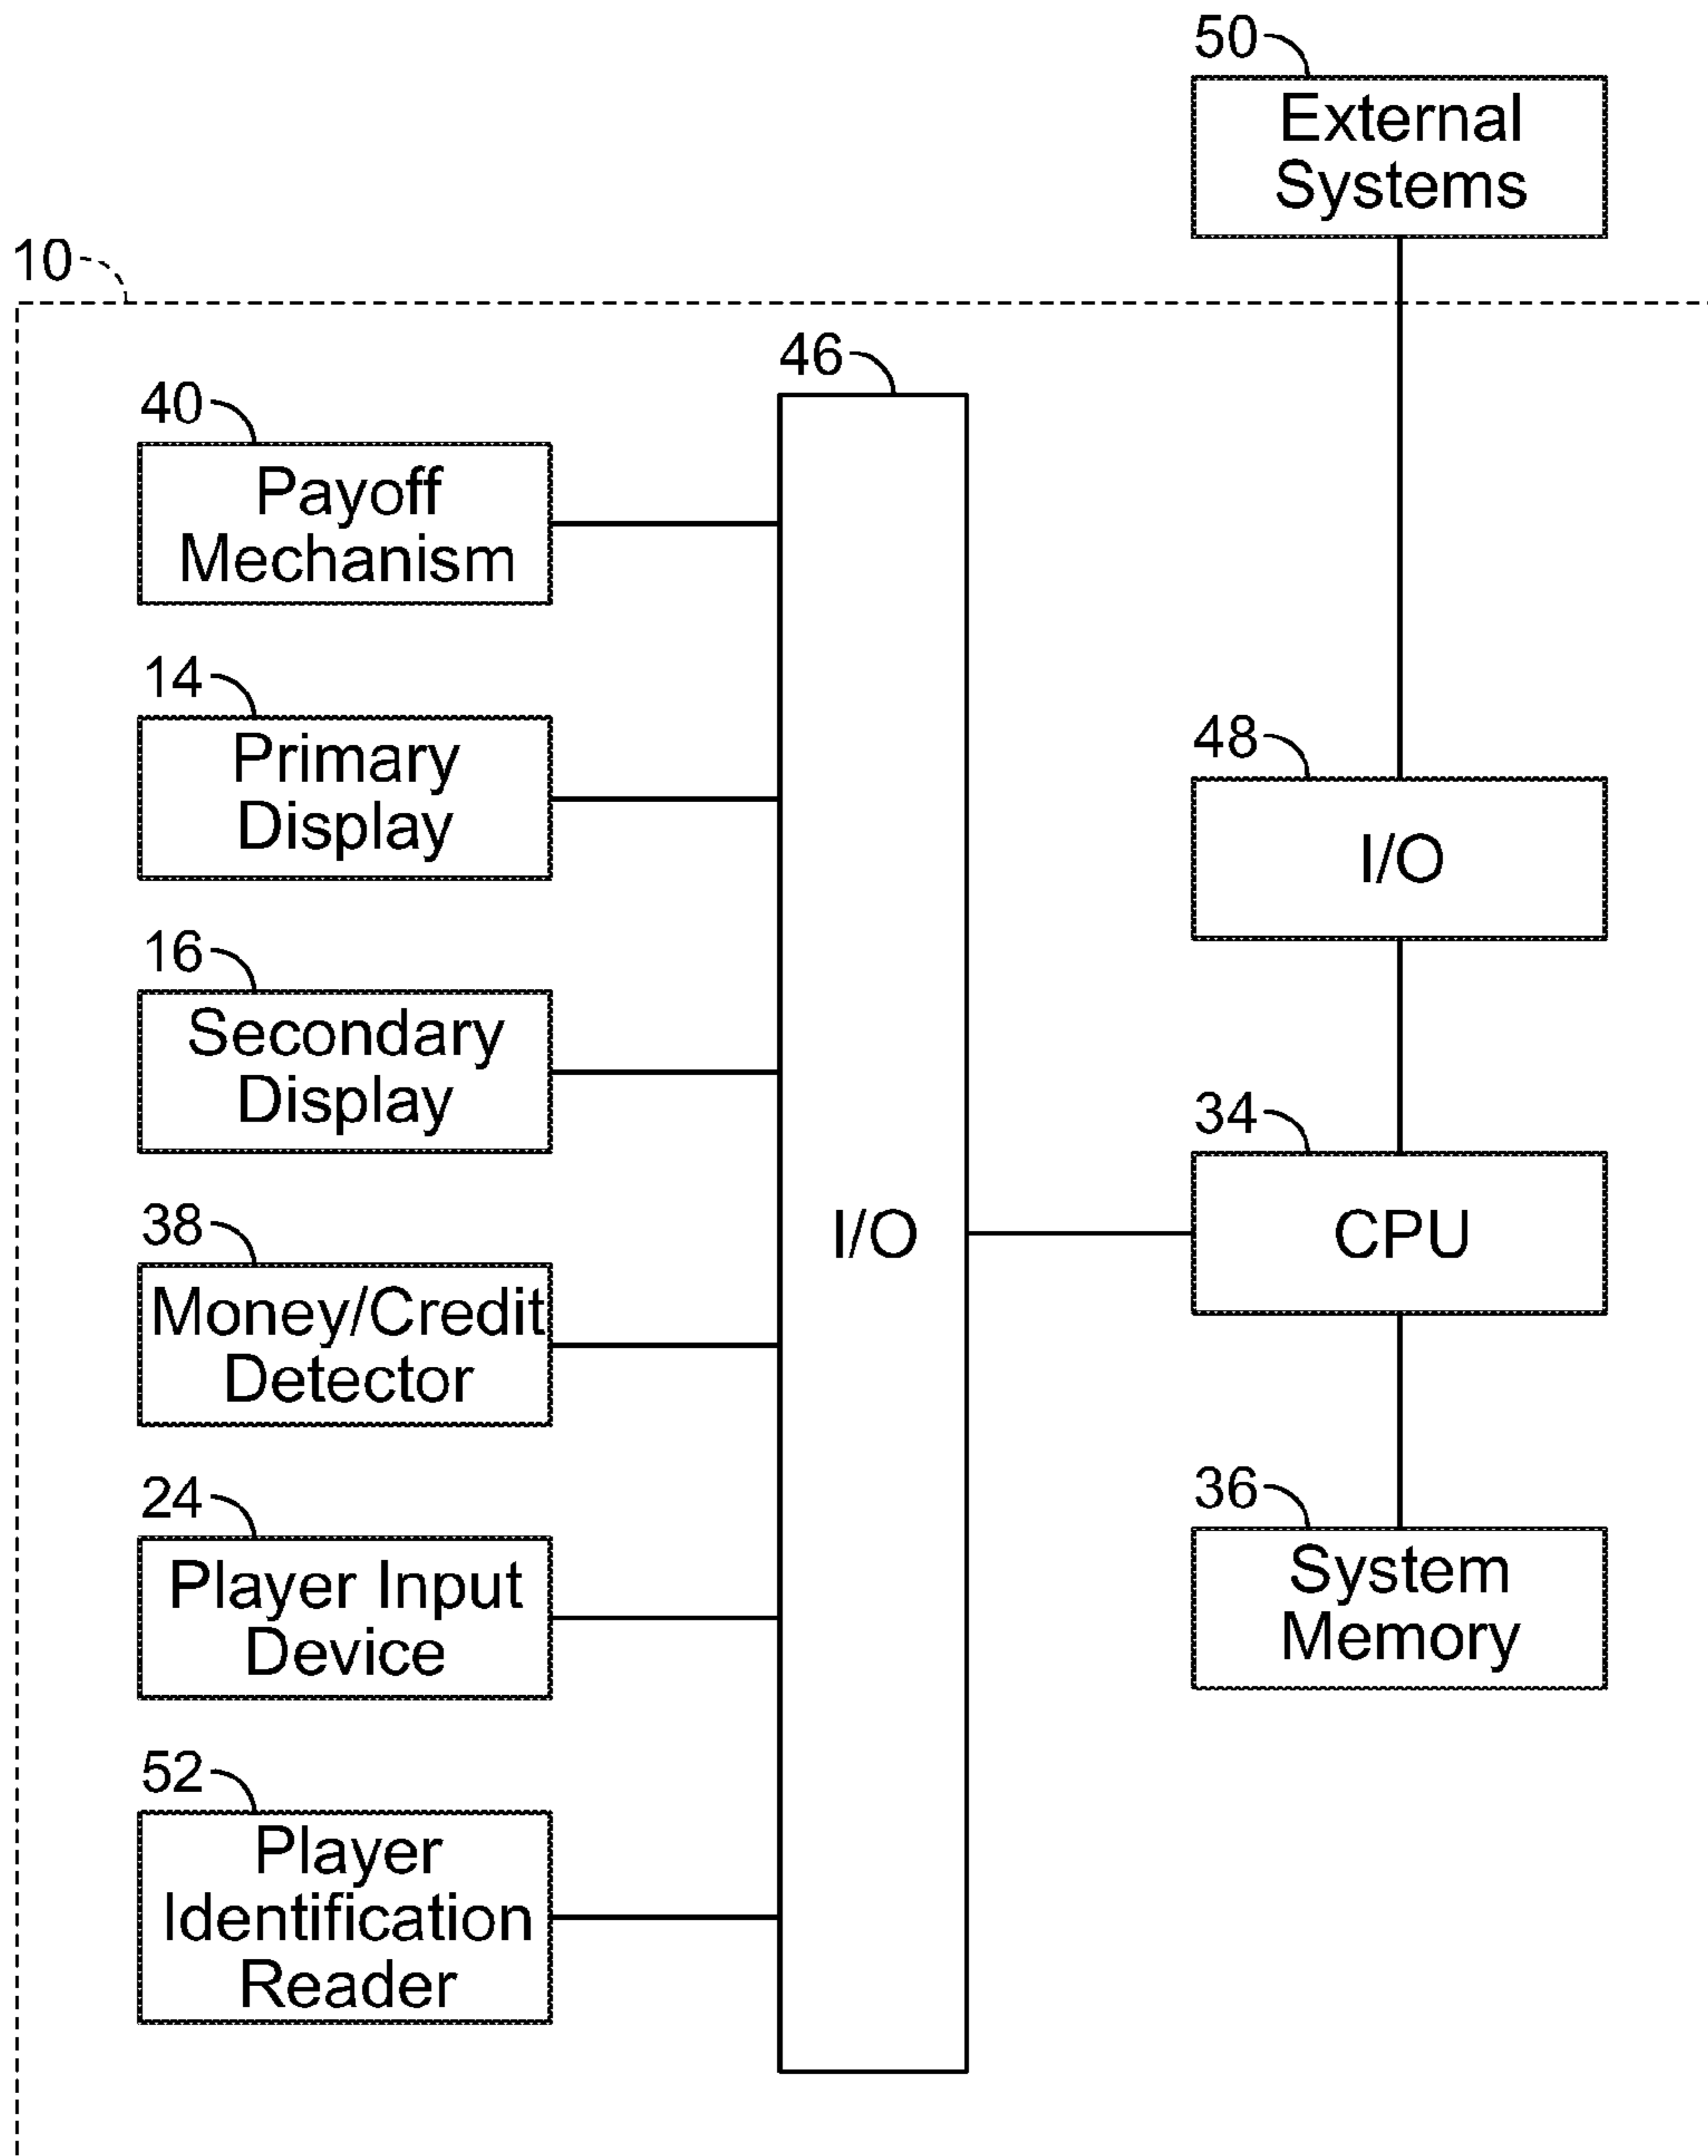 50
External
Systems
10
46
40
Payoff
Mechanism
14
Primary
Display
48
I/O
16
Secondary
Display
34
CPU
38
Money/Credit
Detector
I/O
24
Player Input
Device
36
System
Memory
52
Player
Identification
Reader